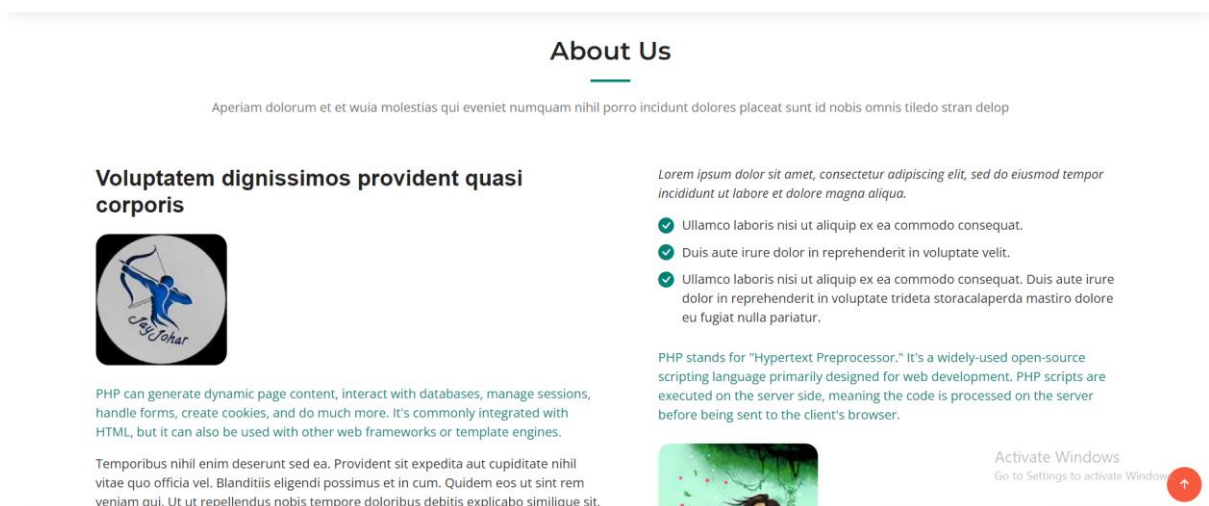 About Us
Aperiam dolorum et et wuia molestias qui eveniet numquam nihil porro incidunt dolores placeat sunt id nobis omnis tiledo stran delop
Voluptatem dignissimos provident quasi
corporis
Jay Johar
PHP can generate dynamic page content, interact with databases, manage sessions,
handle forms, create cookies, and do much more. It's commonly integrated with
HTML, but it can also be used with other web frameworks or template engines.
Temporibus nihil enim deserunt sed ea. Provident sit expedita aut cupiditate nihil
vitae quo officia vel. Blanditiis eligendi possimus et in cum. Quidem eos ut sint rem
veniam qui. Ut ut repellendus nobis tempore doloribus debitis explicabo similique sit.
Lorem ipsum dolor sit amet, consectetur adipiscing elit, sed do eiusmod tempor
incididunt ut labore et dolore magna aliqua.
Ullamco laboris nisi ut aliquip ex ea commodo consequat.
Duis aute irure dolor in reprehenderit in voluptate velit.
Ullamco laboris nisi ut aliquip ex ea commodo consequat. Duis aute irure
dolor in reprehenderit in voluptate trideta storacalaperda mastiro dolore
eu fugiat nulla pariatur.
PHP stands for "Hypertext Preprocessor." It's a widely-used open-source
scripting language primarily designed for web development. PHP scripts are
executed on the server side, meaning the code is processed on the server
before being sent to the client's browser.
Activate Windows
Go to Settings to activate Window